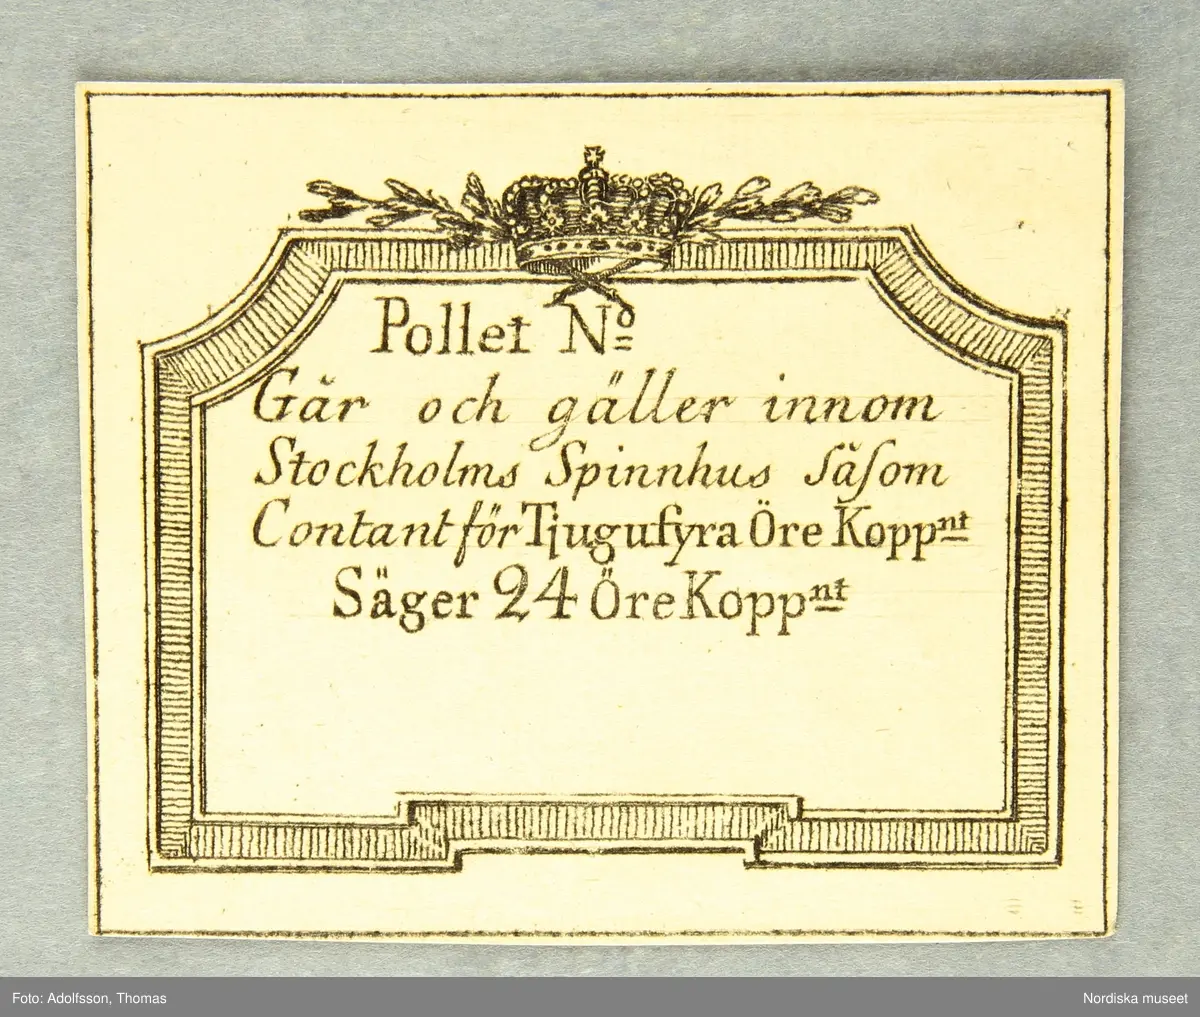 Pollet Nº
Går och gäller innom
Stockholms Spinnhus ſåſom
Contant för Tjugufyra Öre Koppnt
Säger 24 Öre Koppnt
Foto: Adolfsson, Thomas
Nordiska museet